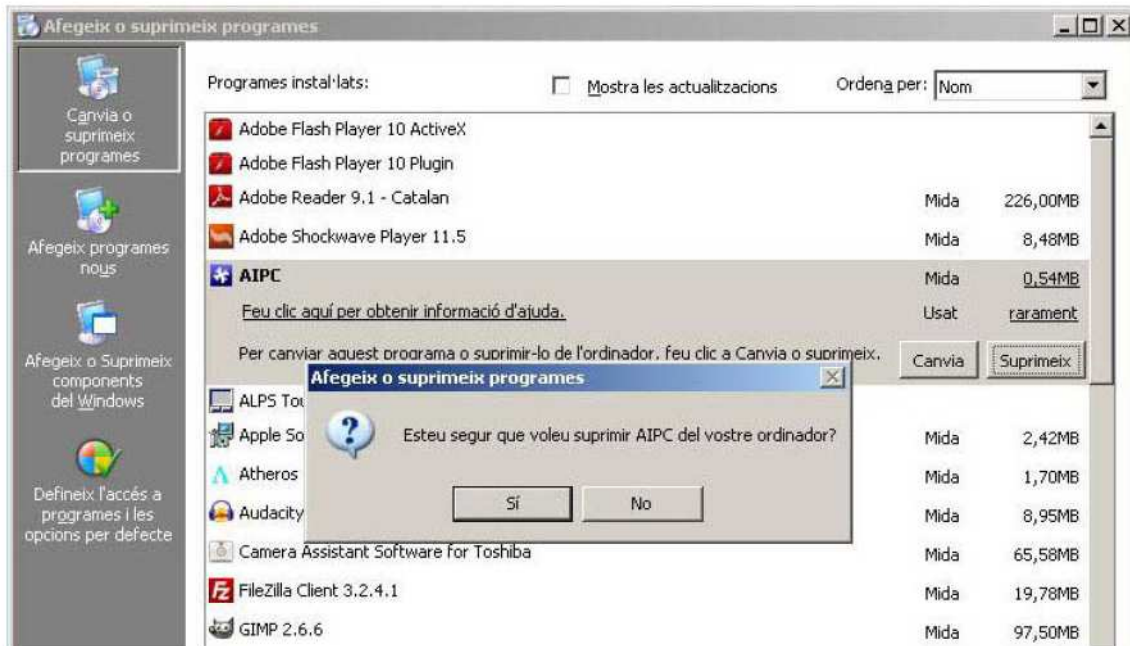 Afegeix o suprimeix programes
Canvia o
suprimeix
programes
Afegeix programes
nous
Afegeix o Suprimeix
components
del Windows
Defineix l'accés a
programes i les
opcions per defecte
Programes instal·lats:
Mostra les actualitzacions
Ordena per: Nom
Adobe Flash Player 10 ActiveX
Adobe Flash Player 10 Plugin
Adobe Reader 9.1 - Catalan Mida 226,00MB
Adobe Shockwave Player 11.5 Mida 8,48MB
AIPC Mida 0,54MB
Feu clic aquí per obtenir informació d'ajuda. Usat rarament
Per canviar aquest programa o suprimir-lo de l'ordinador, feu clic a Canvia o suprimeix. Canvia Suprimeix
Afegeix o suprimeix programes
Esteu segur que voleu suprimir AIPC del vostre ordinador?
Sí No
ALPS
Apple Mida 2,42MB
Atheros Mida 1,70MB
Audacity Mida 8,95MB
Camera Assistant Software for Toshiba Mida 65,58MB
FileZilla Client 3.2.4.1 Mida 19,78MB
GIMP 2.6.6 Mida 97,50MB